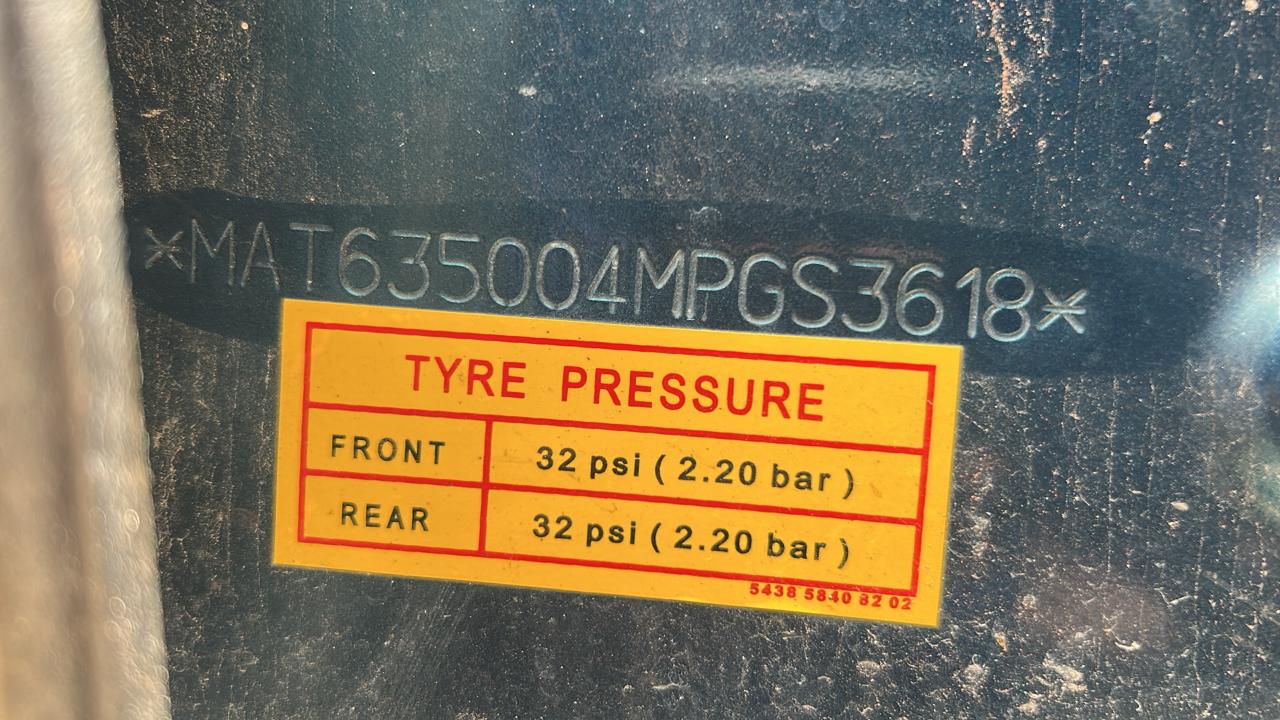 *MAT635004MPGS3618*
TYRE PRESSURE
FRONT 32 psi ( 2.20 bar )
REAR 32 psi ( 2.20 bar )
5438 5840 82 02